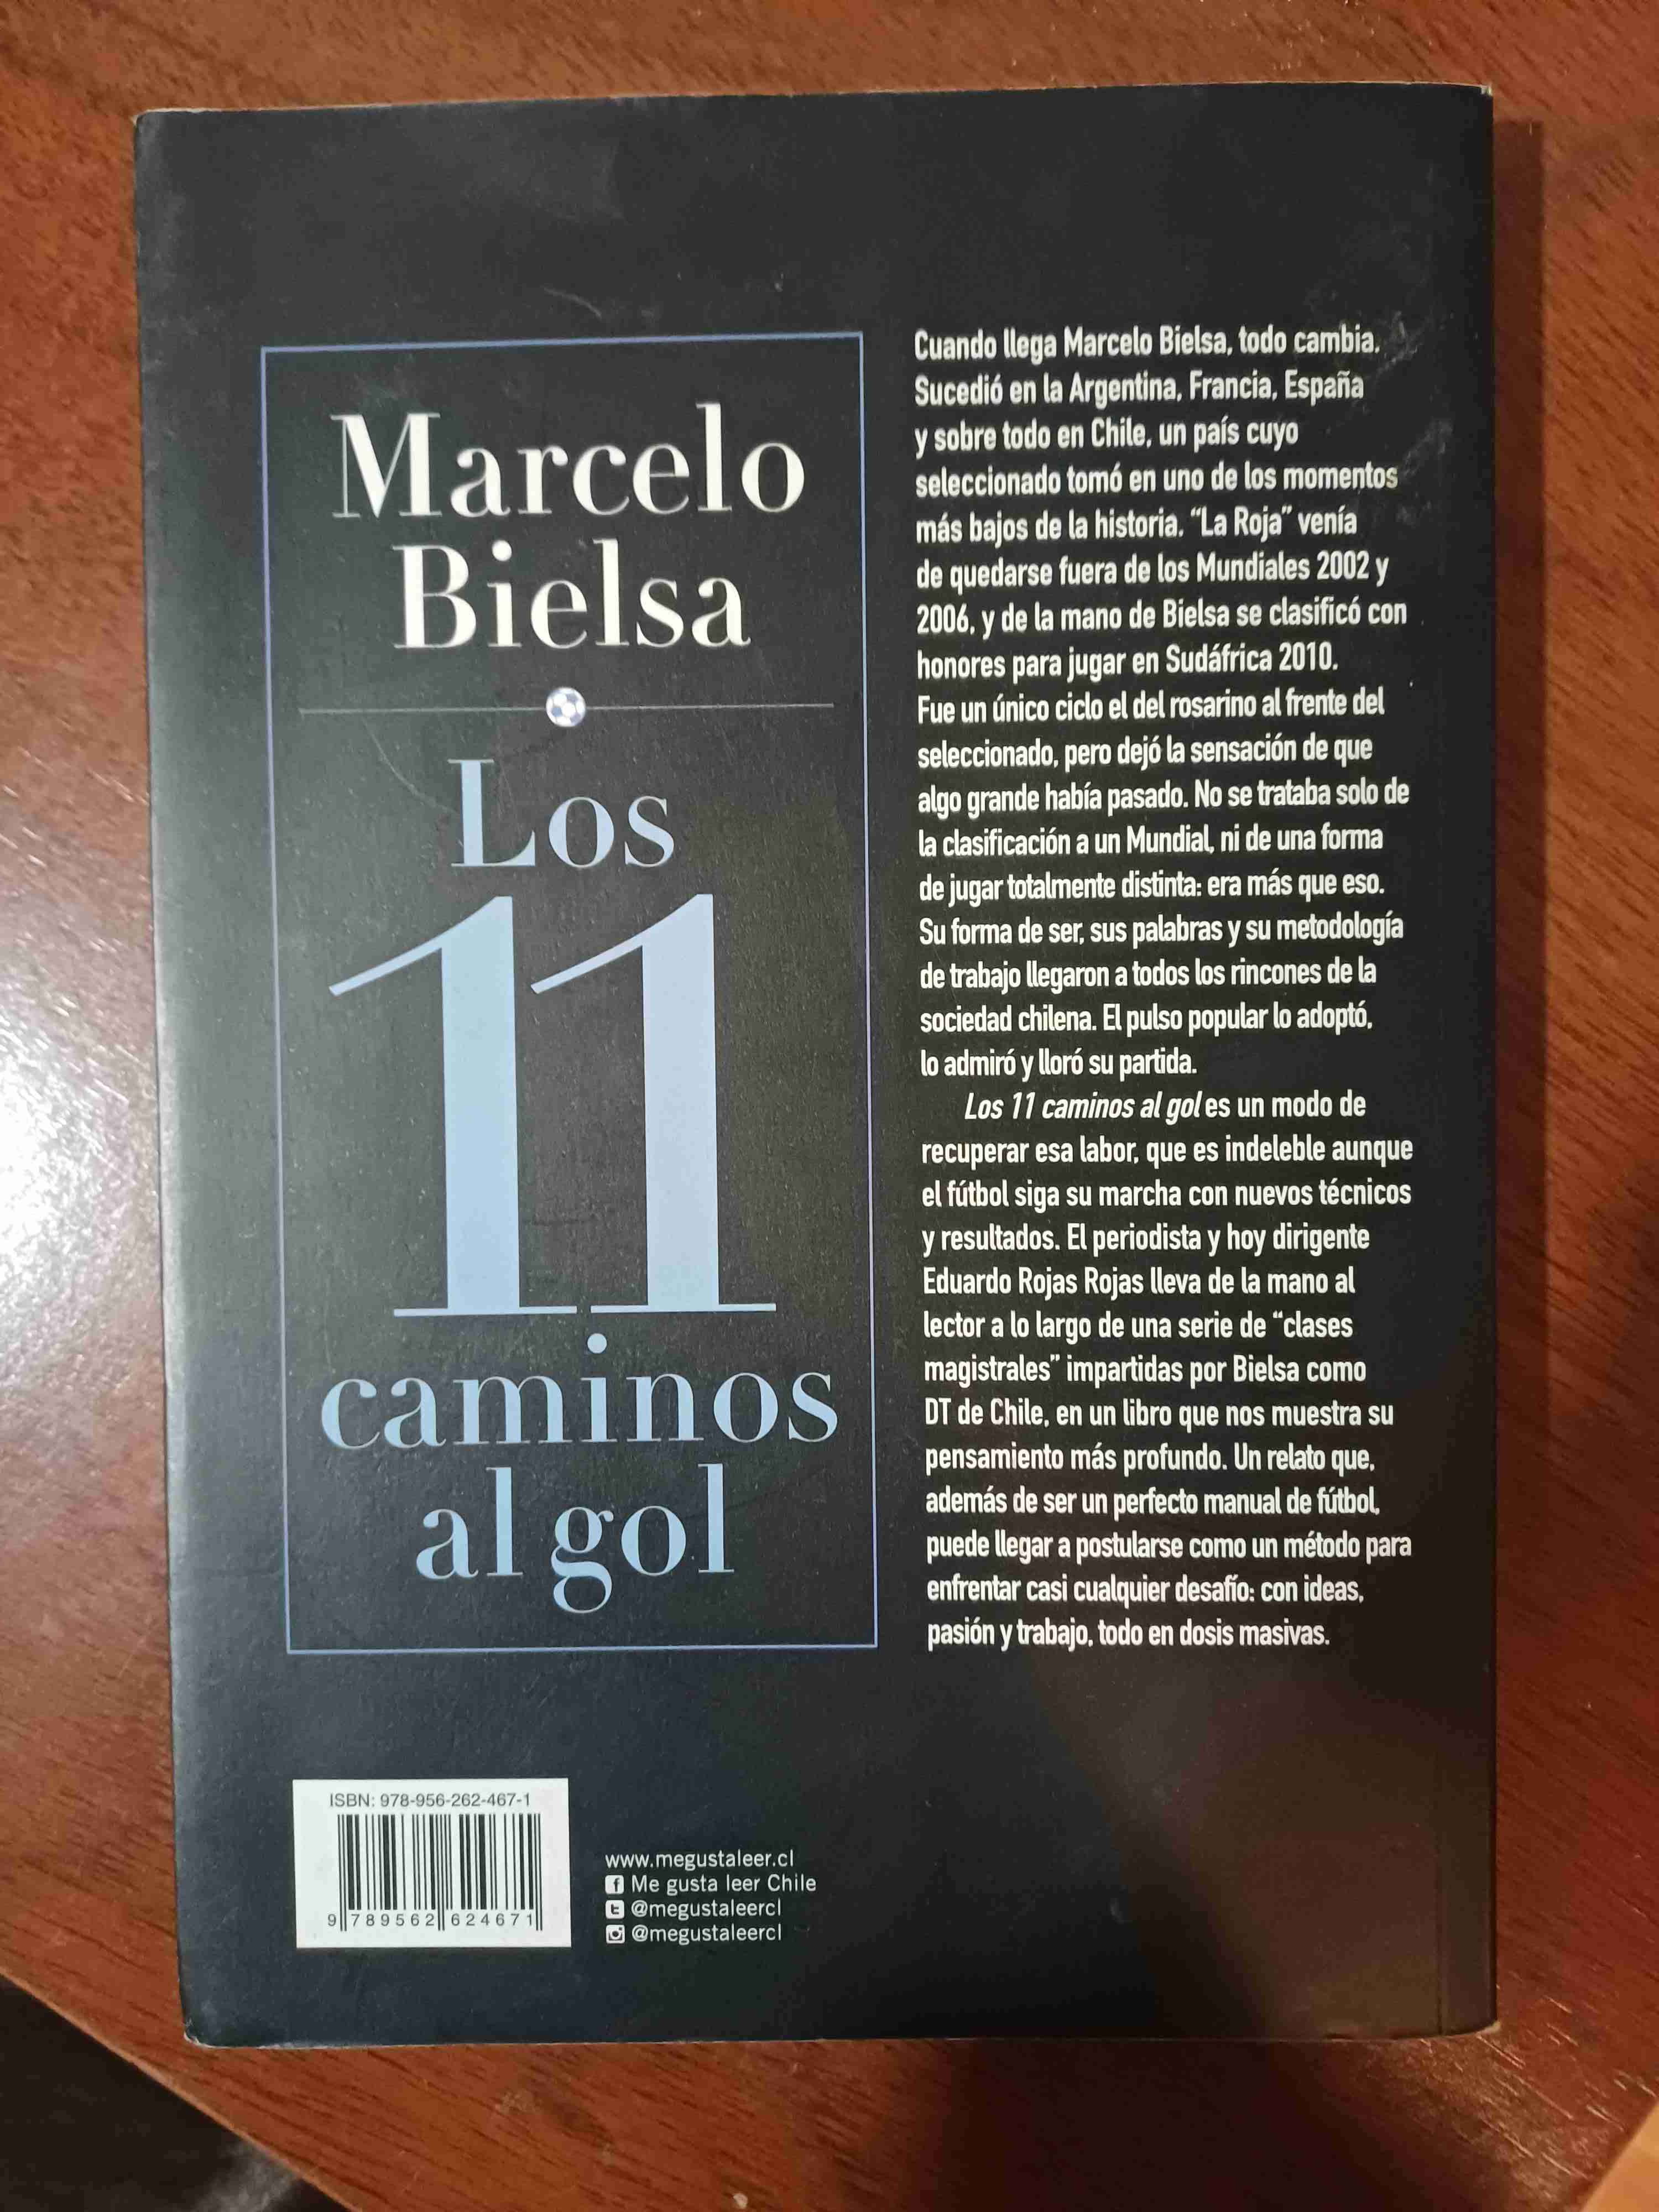 Marcelo
Bielsa
Los
11
caminos
al gol
Cuando llega Marcelo Bielsa, todo cambia.
Sucedió en la Argentina, Francia, España
y sobre todo en Chile, un país cuyo
seleccionado tomó en uno de los momentos
más bajos de la historia. “La Roja” venía
de quedarse fuera de los Mundiales 2002 y
2006, y de la mano de Bielsa se clasificó con
honores para jugar en Sudáfrica 2010.
Fue un único ciclo el del rosarino al frente del
seleccionado, pero dejó la sensación de que
algo grande había pasado. No se trataba solo de
la clasificación a un Mundial, ni de una forma
de jugar totalmente distinta: era más que eso.
Su forma de ser, sus palabras y su metodología
de trabajo llegaron a todos los rincones de la
sociedad chilena. El pulso popular lo adoptó,
lo admiró y lloró su partida.
Los 11 caminos al gol es un modo de
recuperar esa labor, que es indeleble aunque
el fútbol siga su marcha con nuevos técnicos
y resultados. El periodista y hoy dirigente
Eduardo Rojas Rojas lleva de la mano al
lector a lo largo de una serie de “clases
magistrales” impartidas por Bielsa como
DT de Chile, en un libro que nos muestra su
pensamiento más profundo. Un relato que,
además de ser un perfecto manual de fútbol,
puede llegar a postularse como un método para
enfrentar casi cualquier desafío: con ideas,
pasión y trabajo, todo en dosis masivas.
ISBN: 978-956-262-467-1
9 789562 624671
www.megustaleer.cl
Me gusta leer Chile
@megustaleercl
@megustaleercl